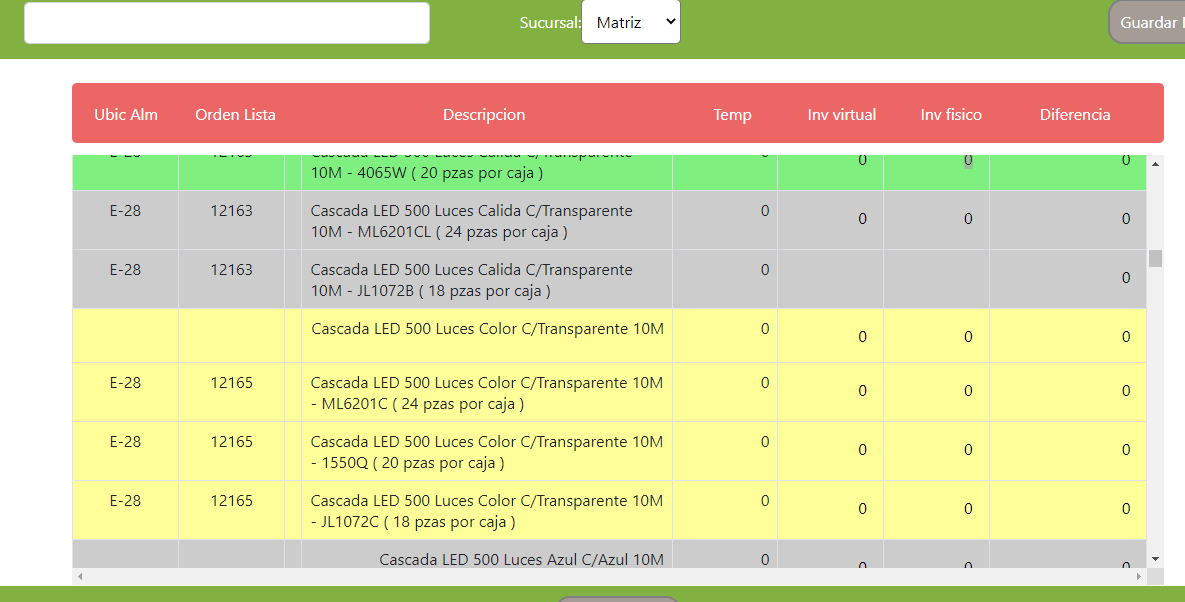 Sucursal: Matriz Guardar
Ubic Alm Orden Lista Descripcion Temp Inv virtual Inv fisico Diferencia
0 0 0
10M - 4065W ( 20 pzas por caja )
E-28 12163 Cascada LED 500 Luces Calida C/Transparente 0 0 0 0
10M - ML6201CL ( 24 pzas por caja )
E-28 12163 Cascada LED 500 Luces Calida C/Transparente 0 0
10M - JL1072B ( 18 pzas por caja )
Cascada LED 500 Luces Color C/Transparente 10M 0 0 0 0
E-28 12165 Cascada LED 500 Luces Color C/Transparente 10M 0 0 0 0
- ML6201C ( 24 pzas por caja )
E-28 12165 Cascada LED 500 Luces Color C/Transparente 10M 0 0 0 0
- 1550Q ( 20 pzas por caja )
E-28 12165 Cascada LED 500 Luces Color C/Transparente 10M 0 0 0 0
- JL1072C ( 18 pzas por caja )
Cascada LED 500 Luces Azul C/Azul 10M 0 0 0 0